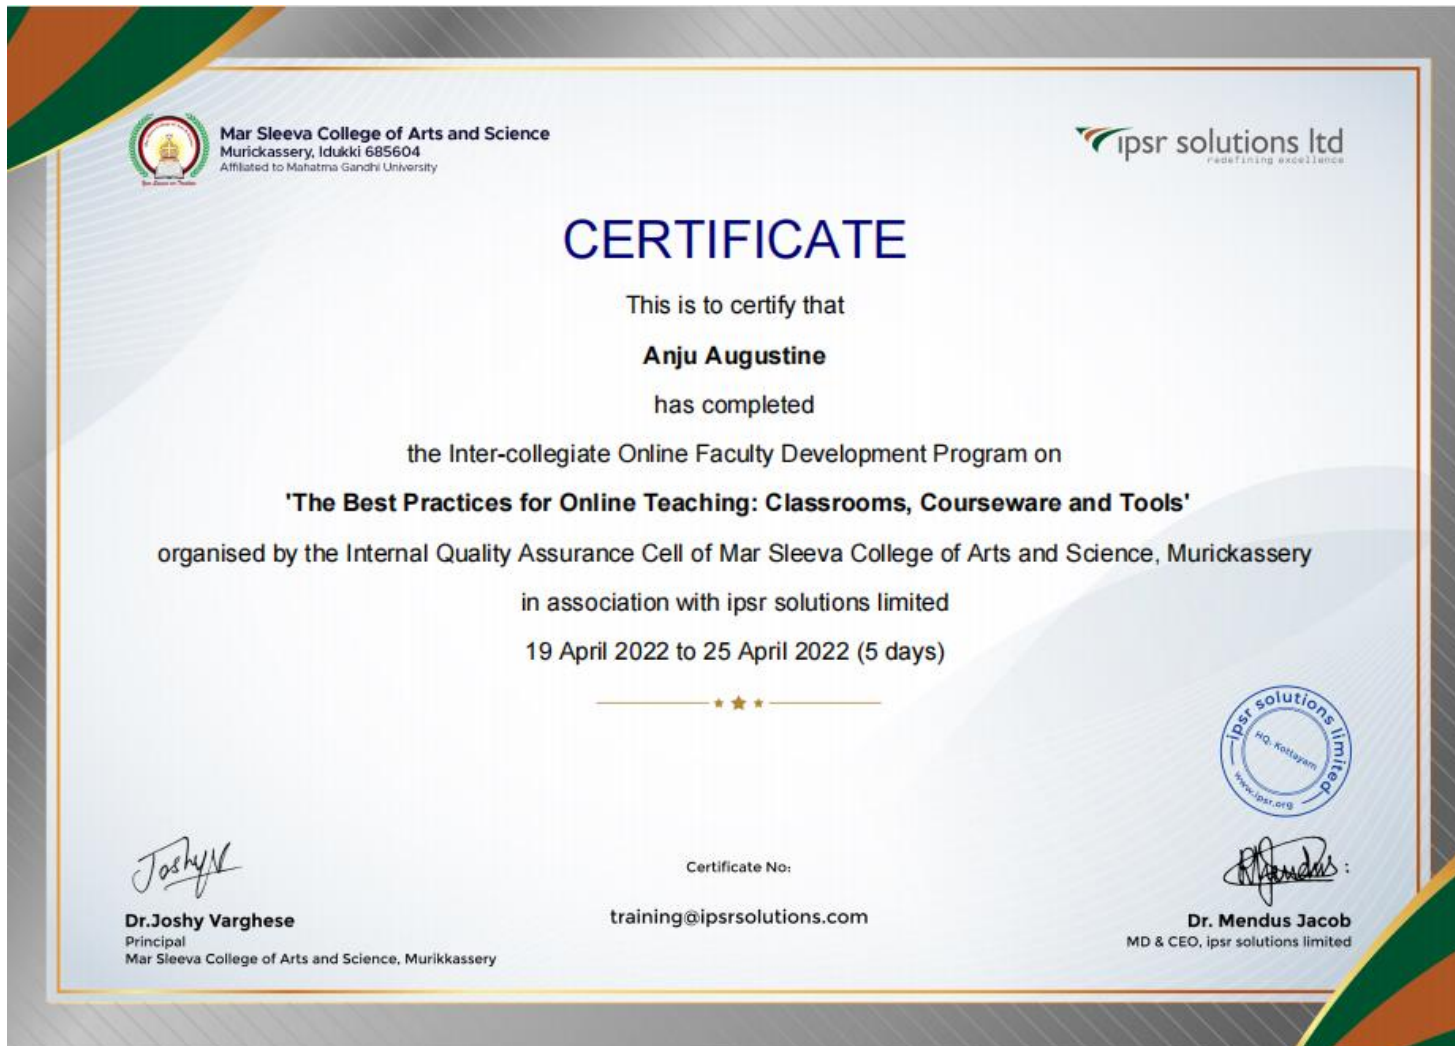 Mar Sleeva College of Arts and Science
Murickassery, Idukki 685604
Affiliated to Mahatma Gandhi University
ipsr solutions ltd
redefining excellence
CERTIFICATE
This is to certify that
Anju Augustine
has completed
the Inter-collegiate Online Faculty Development Program on
'The Best Practices for Online Teaching: Classrooms, Courseware and Tools'
organised by the Internal Quality Assurance Cell of Mar Sleeva College of Arts and Science, Murickassery
in association with ipsr solutions limited
19 April 2022 to 25 April 2022 (5 days)
ipsr solutions limited
HQ. Kottayam
www.ipsr.org
Joshy V
Dr.Joshy Varghese
Principal
Mar Sleeva College of Arts and Science, Murikkassery
Certificate No:
training@ipsrsolutions.com
Dr. Mendus Jacob
MD & CEO, ipsr solutions limited